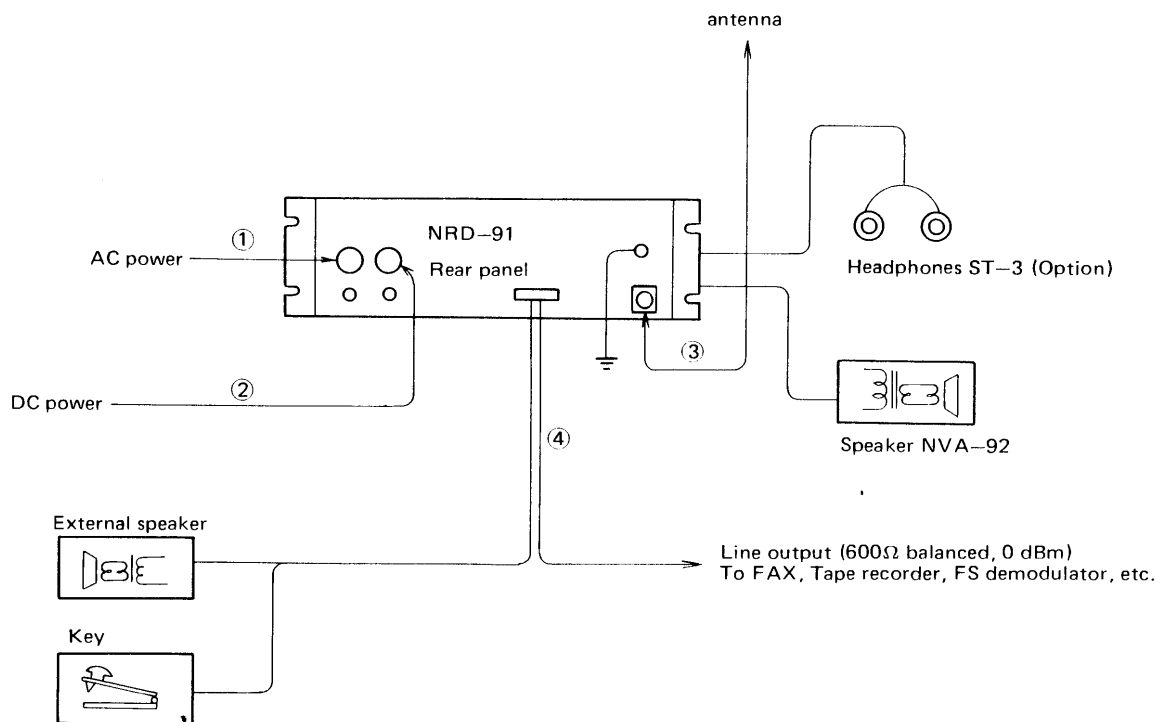 antenna
①
AC power
NRD–91
Rear panel
Headphones ST–3 (Option)
③
②
DC power
④
Speaker NVA–92
External speaker
Line output (600Ω balanced, 0 dBm)
To FAX, Tape recorder, FS demodulator, etc.
Key